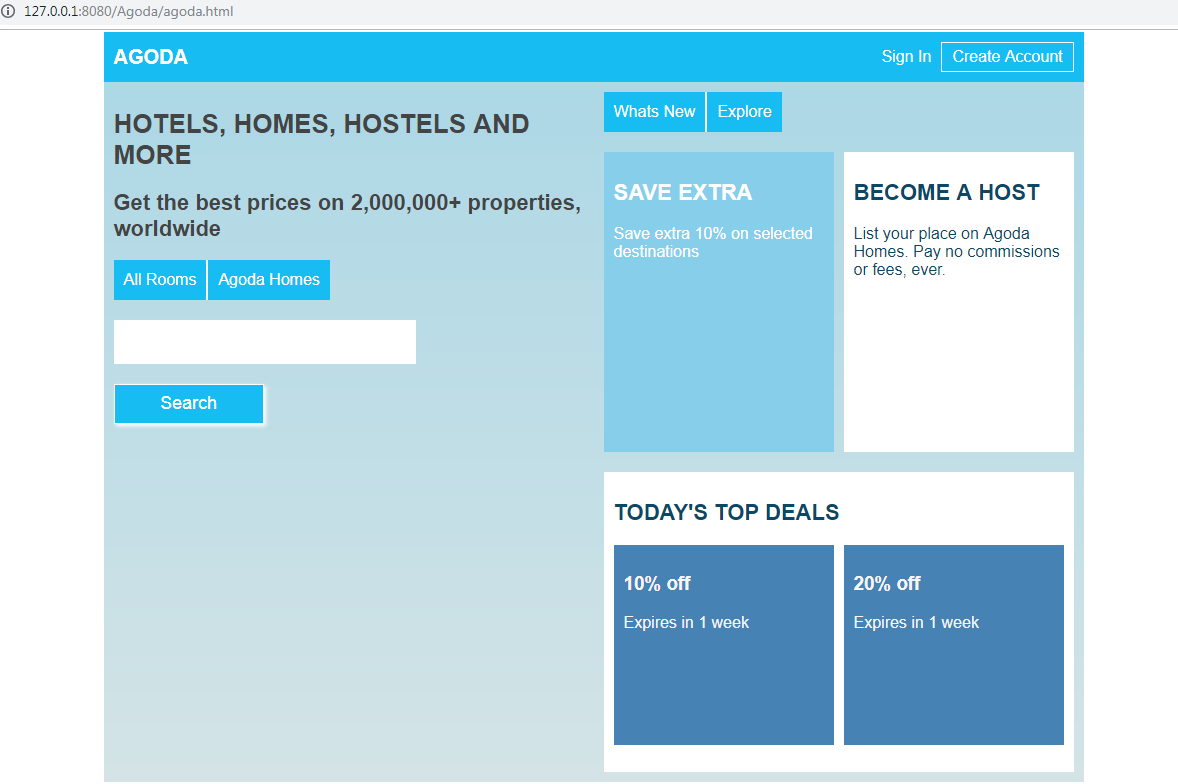 127.0.0.1:8080/Agoda/agoda.html
AGODA
Sign In
Create Account
HOTELS, HOMES, HOSTELS AND
MORE
Get the best prices on 2,000,000+ properties,
worldwide
All Rooms
Agoda Homes
Search
Whats New
Explore
SAVE EXTRA
Save extra 10% on selected
destinations
BECOME A HOST
List your place on Agoda
Homes. Pay no commissions
or fees, ever.
TODAY'S TOP DEALS
10% off
Expires in 1 week
20% off
Expires in 1 week